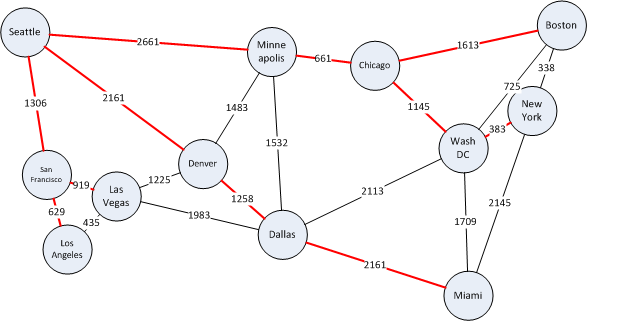 Boston
Seattle
Minne
apolis
2661
661
1613
Chicago
338
725
2161
1306
1483
1145
New
York
383
1532
Wash
DC
Denver
San
Francisco
919
1225
Las
Vegas
1258
2113
2145
629
435
1983
1709
Los
Angeles
Dallas
2161
Miami